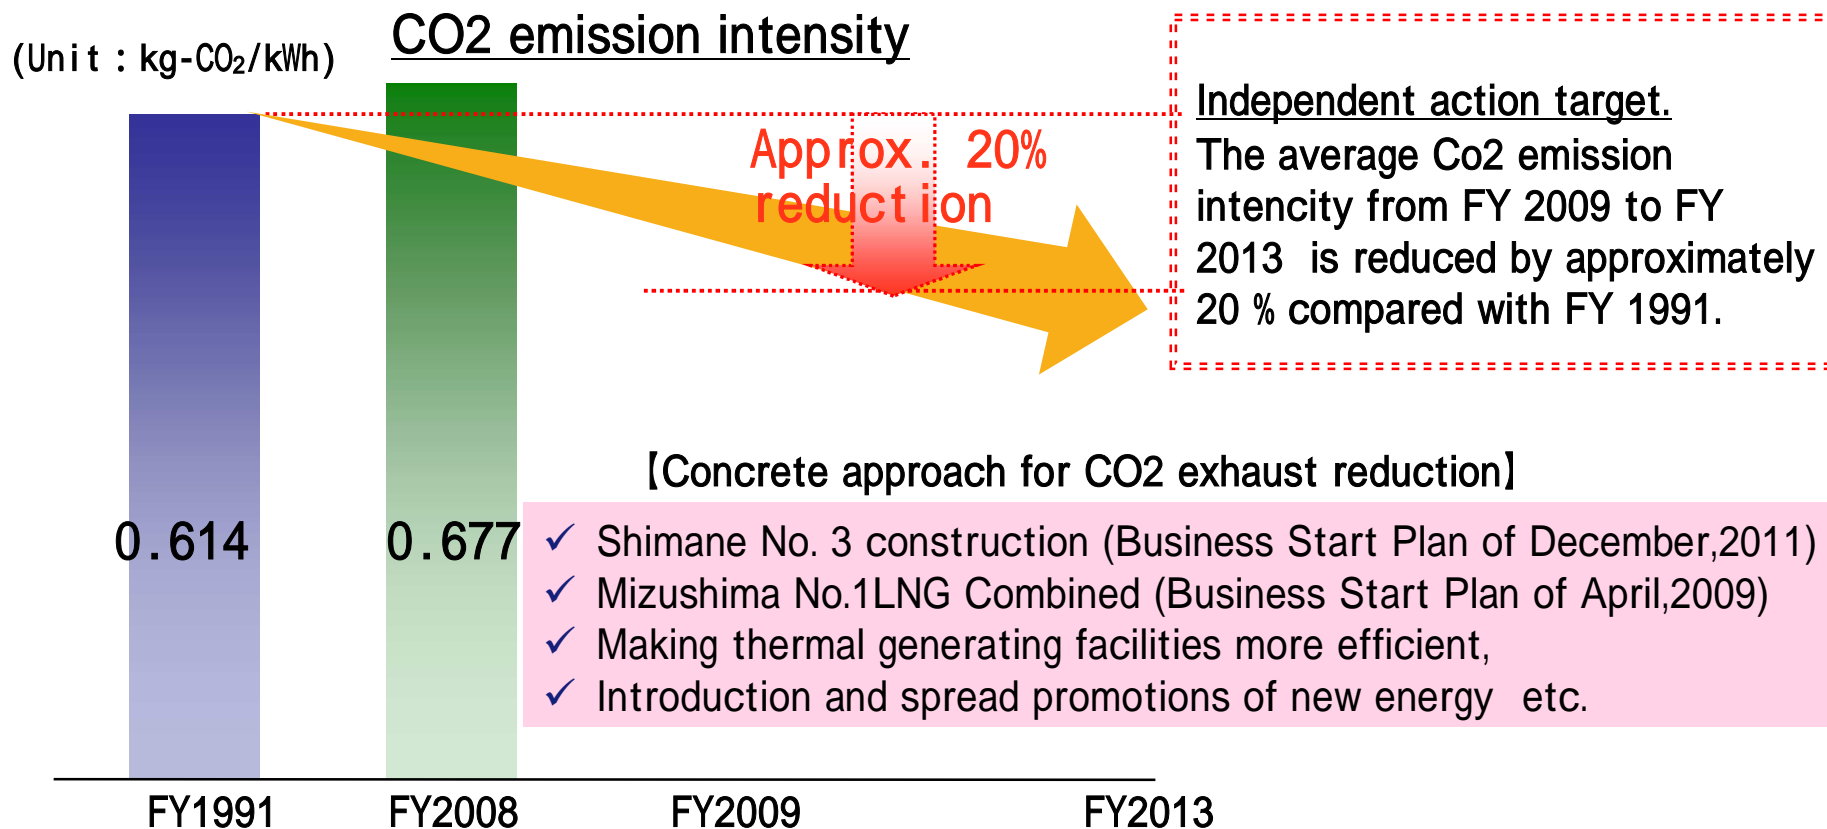 CO2 emission intensity
(Unit : kg-CO₂/kWh)
Approx. 20%
reduction
Independent action target.
The average Co2 emission
intencity from FY 2009 to FY
2013 is reduced by approximately
20 % compared with FY 1991.
【Concrete approach for CO2 exhaust reduction】
✓ Shimane No. 3 construction (Business Start Plan of December,2011)
✓ Mizushima No.1LNG Combined (Business Start Plan of April,2009)
✓ Making thermal generating facilities more efficient,
✓ Introduction and spread promotions of new energy etc.
0.614
0.677
FY1991
FY2008
FY2009
FY2013